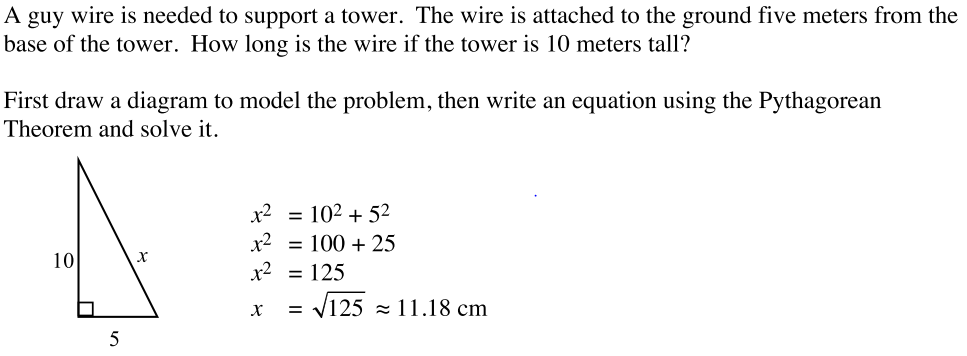 A guy wire is needed to support a tower. The wire is attached to the ground five meters from the
base of the tower. How long is the wire if the tower is 10 meters tall?
First draw a diagram to model the problem, then write an equation using the Pythagorean
Theorem and solve it.
10
x
5
x² = 10² + 5²
x² = 100 + 25
x² = 125
x = √125 ≈ 11.18 cm